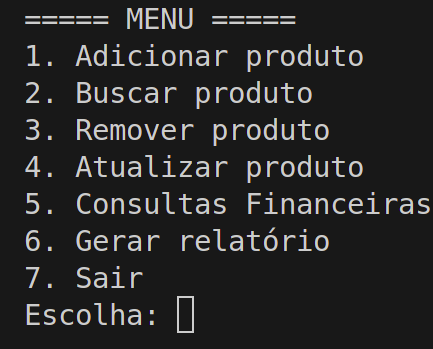 ===== MENU =====
1. Adicionar produto
2. Buscar produto
3. Remover produto
4. Atualizar produto
5. Consultas Financeiras
6. Gerar relatório
7. Sair
Escolha: